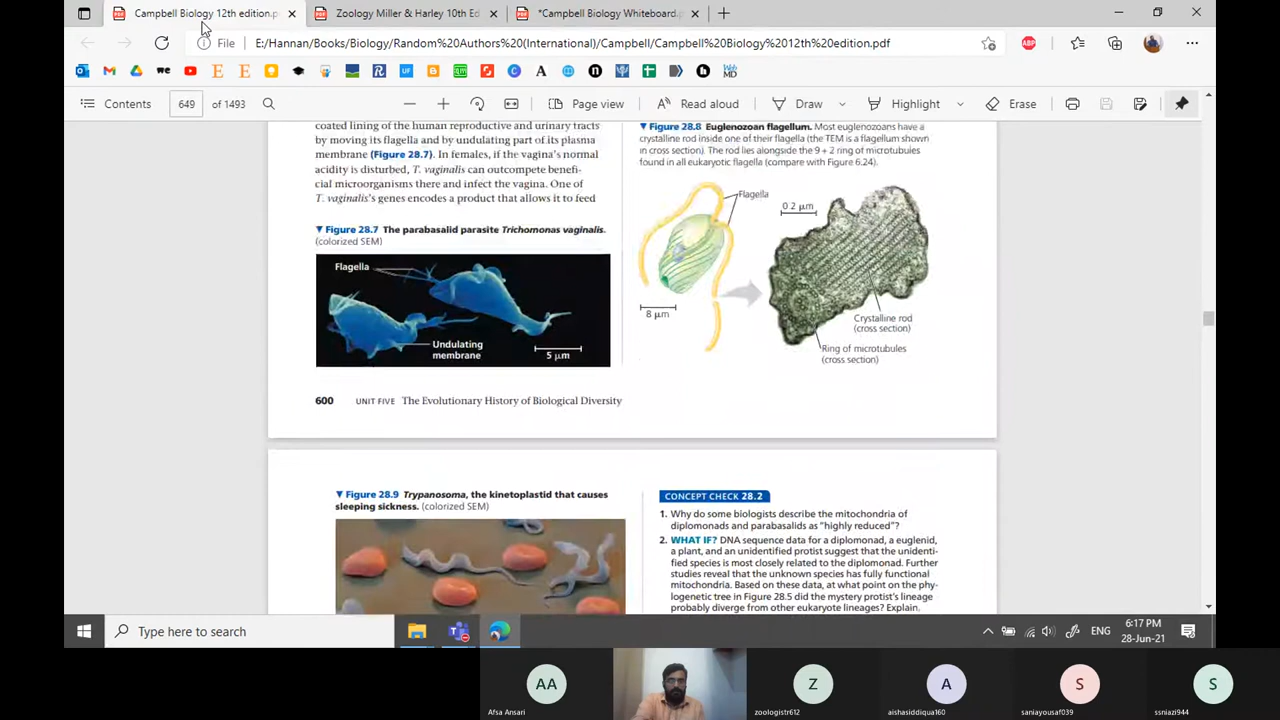 Campbell Biology 12th edition.p
Zoology Miller & Harley 10th Ed
*Campbell Biology Whiteboard.p
File
E:/Hannan/Books/Biology/Random%20Authors%20(International)/Campbell/Campbell%20Biology%2012th%20edition.pdf
Contents
649
of 1493
Page view
Read aloud
Draw
Highlight
Erase
coated lining of the human reproductive and urinary tracts
by moving its flagella and by undulating part of its plasma
membrane (Figure 28.7). In females, if the vagina's normal
acidity is disturbed, T. vaginalis can outcompete benefi-
cial microorganisms there and infect the vagina. One of
T. vaginalis's genes encodes a product that allows it to feed
▼ Figure 28.7 The parabasalid parasite Trichomonas vaginalis.
(colorized SEM)
Flagella
Undulating
membrane
5 µm
600 UNIT FIVE The Evolutionary History of Biological Diversity
▼ Figure 28.8 Euglenozoan flagellum. Most euglenozoans have a
crystalline rod inside one of their flagella (the TEM is a flagellum shown
in cross section). The rod lies alongside the 9 + 2 ring of microtubules
found in all eukaryotic flagella (compare with Figure 6.24).
Flagella
0.2 µm
8 µm
Crystalline rod
(cross section)
Ring of microtubules
(cross section)
▼ Figure 28.9 Trypanosoma, the kinetoplastid that causes
sleeping sickness. (colorized SEM)
CONCEPT CHECK 28.2
1. Why do some biologists describe the mitochondria of
diplomonads and parabasalids as "highly reduced"?
2. WHAT IF? DNA sequence data for a diplomonad, a euglenid,
a plant, and an unidentified protist suggest that the unidenti-
fied species is most closely related to the diplomonad. Further
studies reveal that the unknown species has fully functional
mitochondria. Based on these data, at what point on the phy-
logenetic tree in Figure 28.5 did the mystery protist's lineage
probably diverge from other eukaryote lineages? Explain.
Type here to search
ENG
6:17 PM
28-Jun-21
AA
Z
A
S
S
Afsa Ansari
zoologistr612
aishasiddiqua160
saniayousaf039
ssniazi944